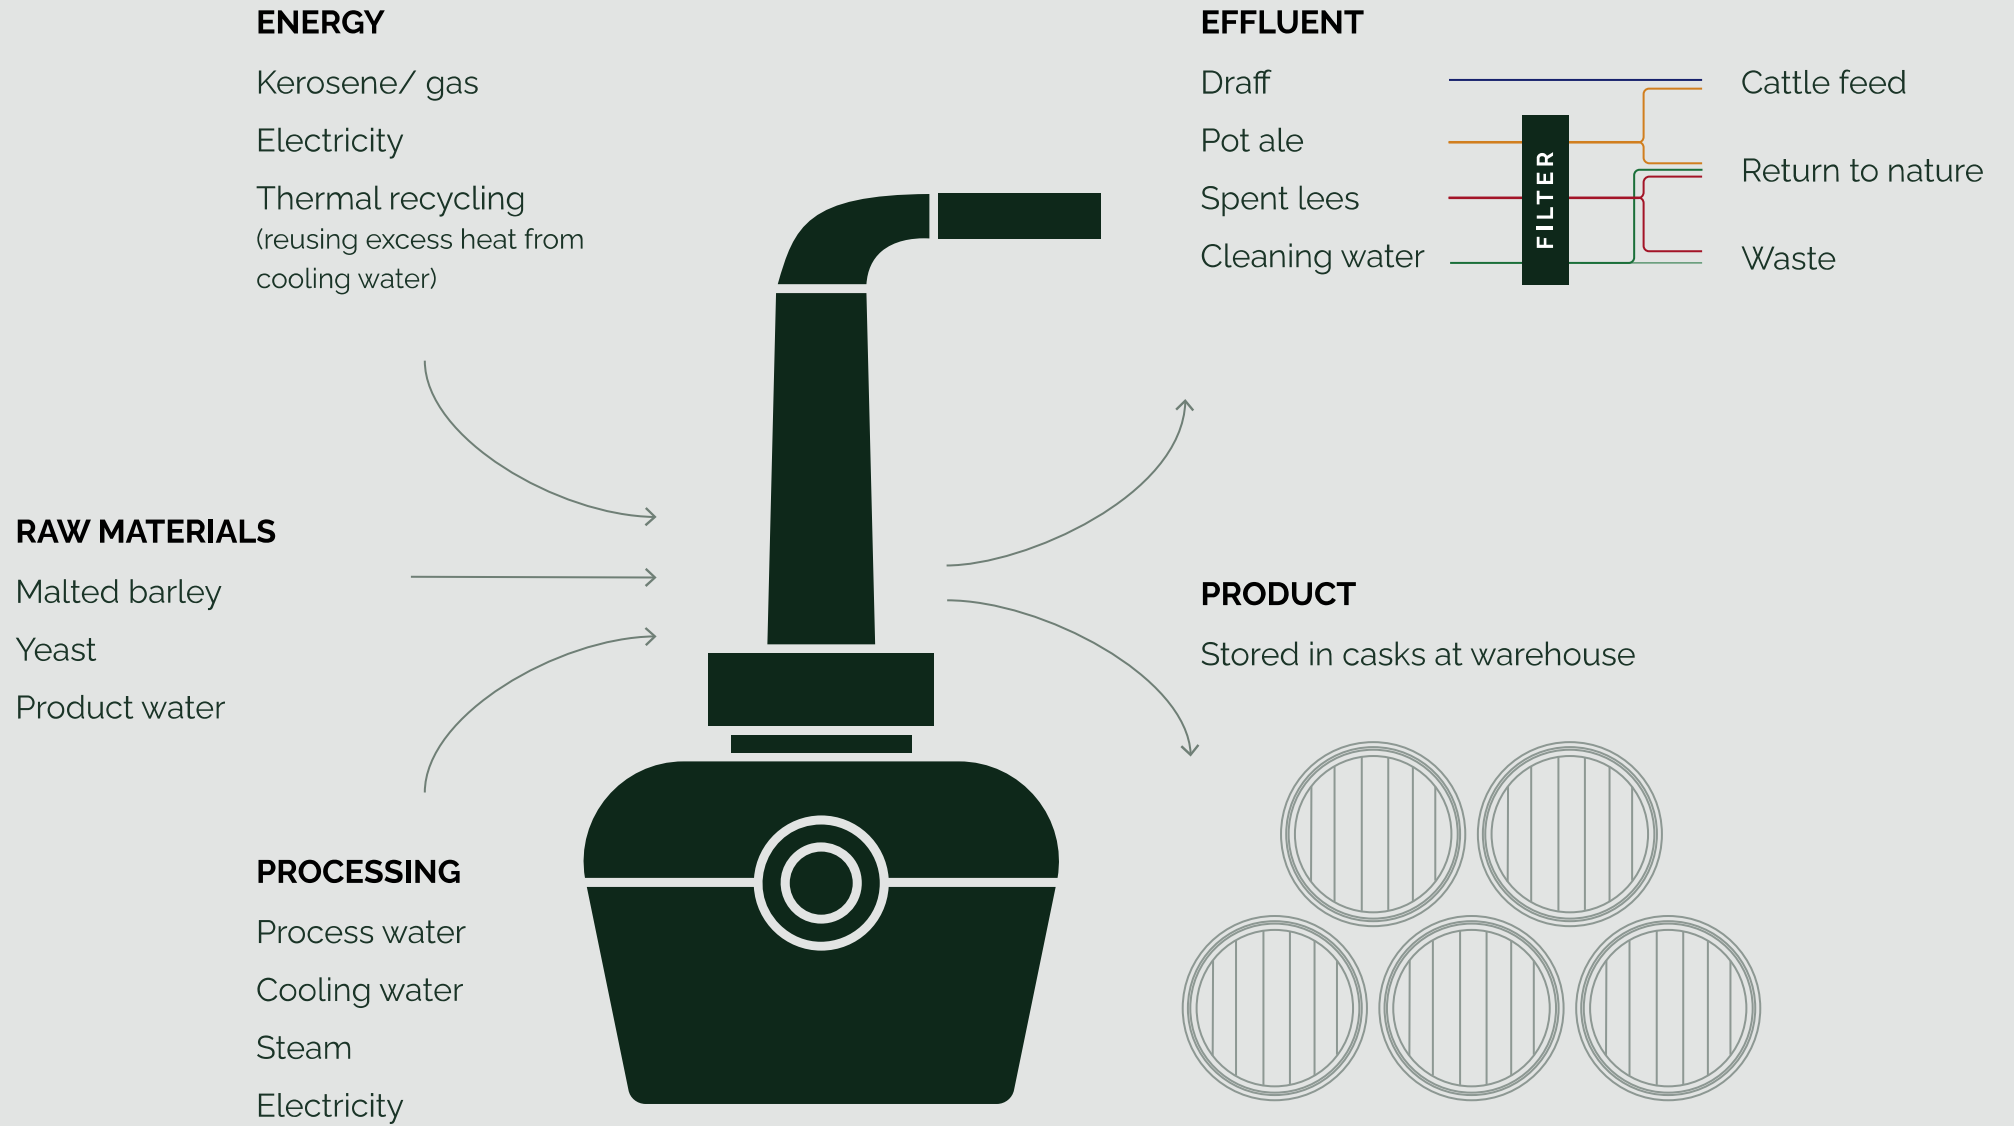 ENERGY
Kerosene/ gas
Electricity
Thermal recycling
(reusing excess heat from
cooling water)
RAW MATERIALS
Malted barley
Yeast
Product water
PROCESSING
Process water
Cooling water
Steam
Electricity
EFFLUENT
Draff
Pot ale
Spent lees
Cleaning water
FILTER
Cattle feed
Return to nature
Waste
PRODUCT
Stored in casks at warehouse